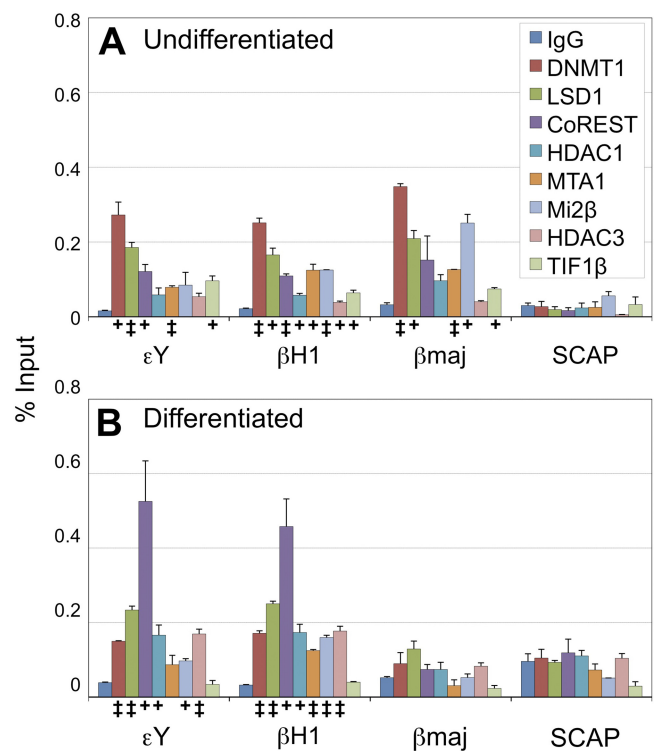 % Input
A Undifferentiated
0.8
0.6
0.4
0.2
0
IgG
DNMT1
LSD1
CoREST
HDAC1
MTA1
Mi2β
HDAC3
TIF1β
+ ‡ + ‡ +
‡ + ‡ + + ‡ + +
‡ + ‡ + +
εY βH1 βmaj SCAP
B Differentiated
0.8
0.6
0.4
0.2
0
‡ ‡ + + + ‡
‡ ‡ + + ‡ ‡ ‡
εY βH1 βmaj SCAP